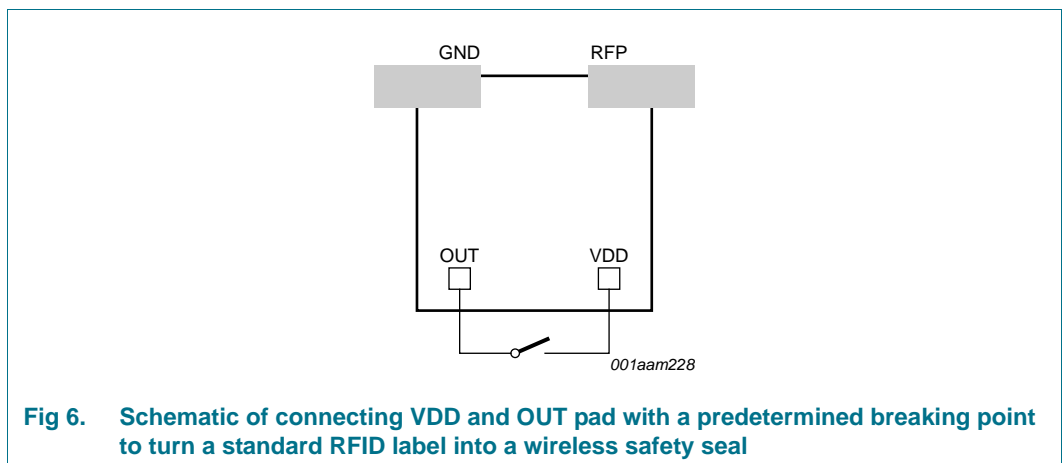 GND RFP
OUT VDD
001aam228
Fig 6. Schematic of connecting VDD and OUT pad with a predetermined breaking point
to turn a standard RFID label into a wireless safety seal